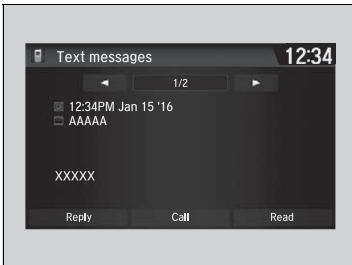 Text messages 12:34
1/2
12:34PM Jan 15 '16
AAAAA
XXXXX
Reply Call Read